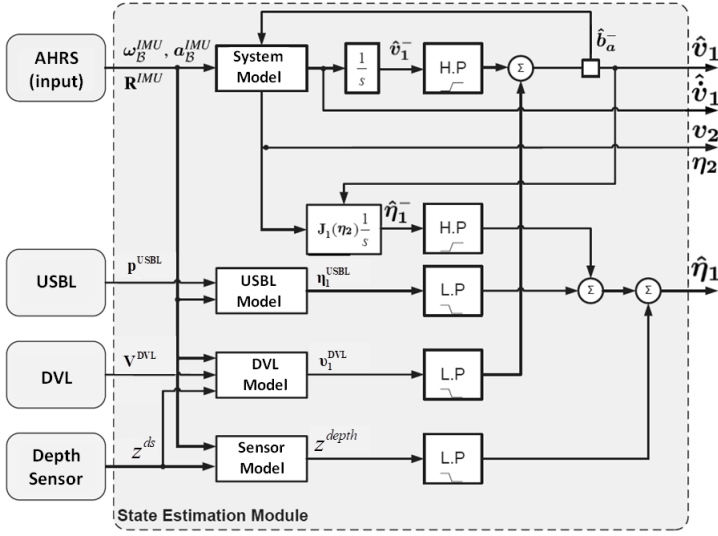 AHRS
(input)
ω_B^IMU, a_B^IMU
R^IMU
System
Model
1/s
v̂₁⁻
H.P
Σ
b̂ₐ⁻
v̂₁
v̂̇₁
v₂
η₂
J₁(η₂) 1/s
η̂₁⁻
H.P
USBL
p^USBL
USBL
Model
η₁^USBL
L.P
Σ
Σ
η̂₁
DVL
V^DVL
DVL
Model
υ₁^DVL
L.P
Depth
Sensor
z^ds
Sensor
Model
z^depth
L.P
State Estimation Module